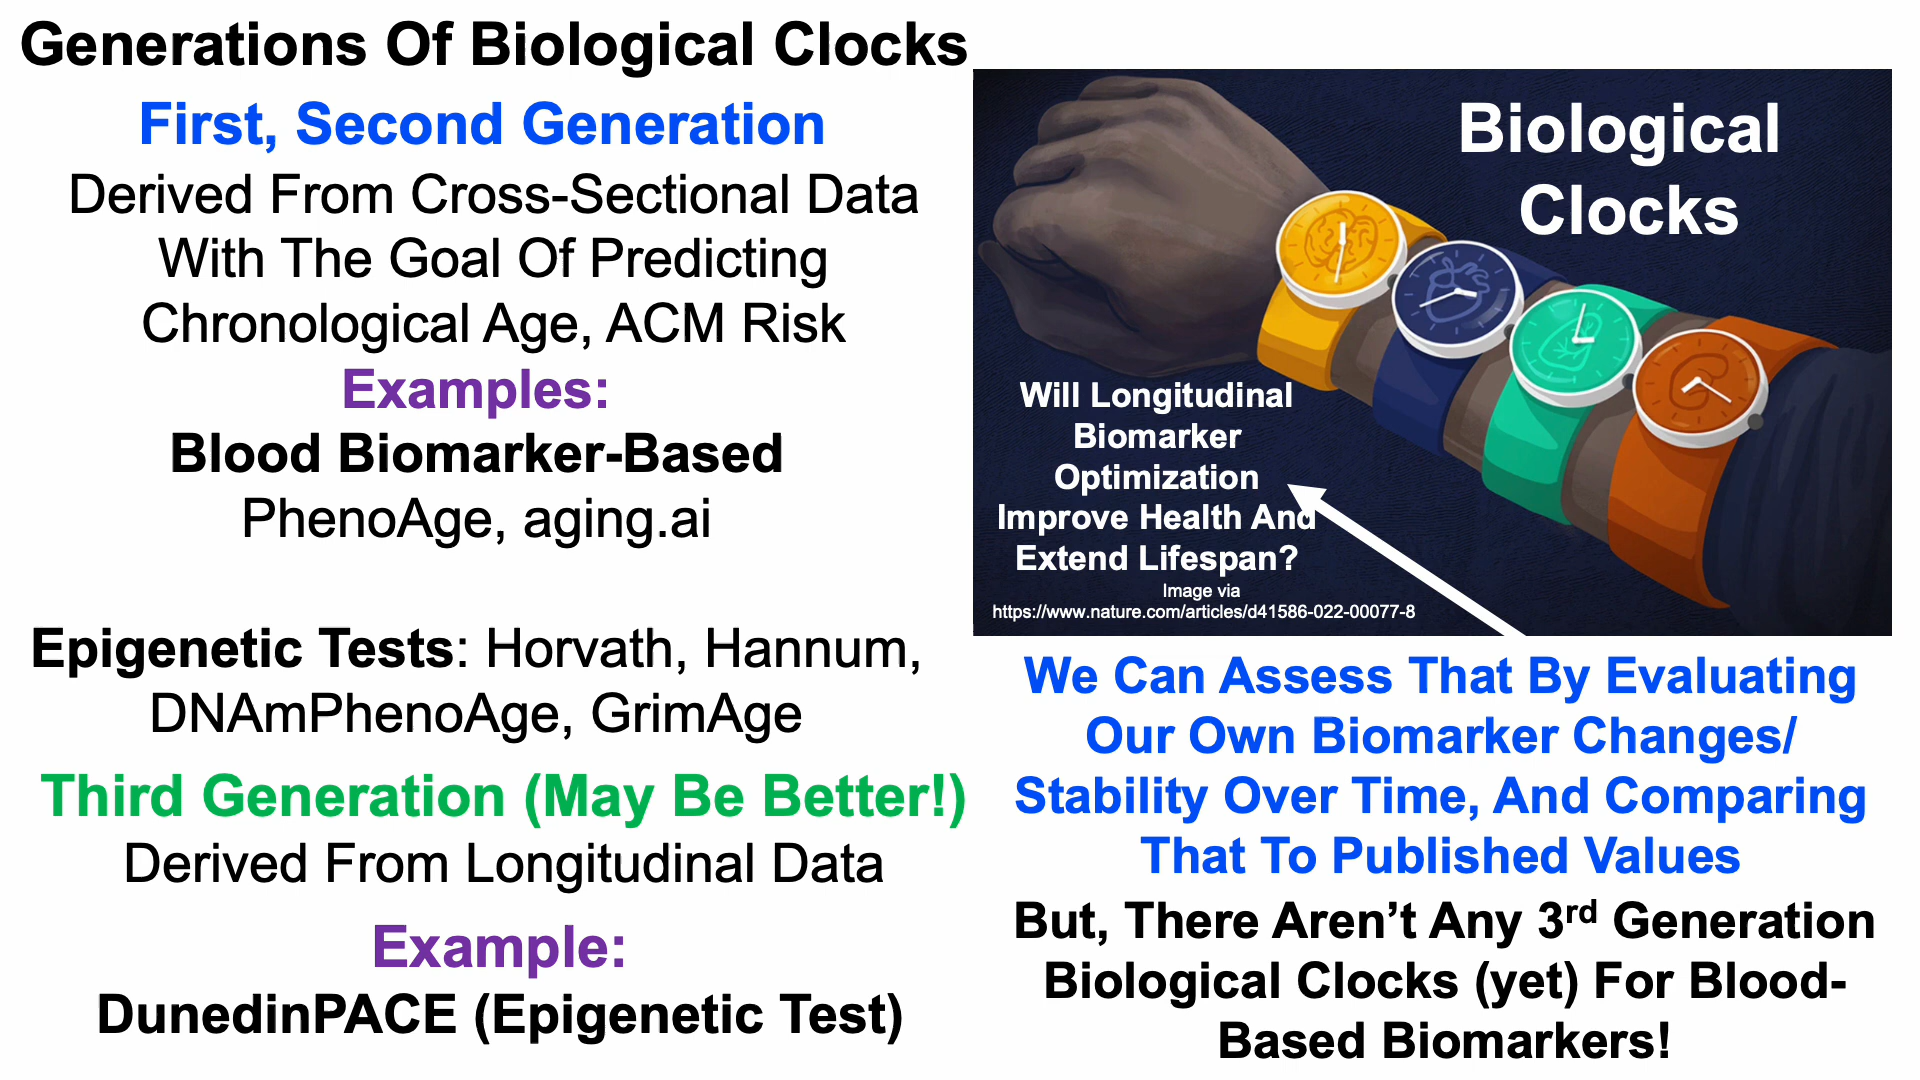 Generations Of Biological Clocks
First, Second Generation
Derived From Cross-Sectional Data
With The Goal Of Predicting
Chronological Age, ACM Risk
Examples:
Blood Biomarker-Based
PhenoAge, aging.ai
Epigenetic Tests: Horvath, Hannum,
DNAmPhenoAge, GrimAge
Third Generation (May Be Better!)
Derived From Longitudinal Data
Example:
DunedinPACE (Epigenetic Test)
Biological
Clocks
Will Longitudinal
Biomarker
Optimization
Improve Health And
Extend Lifespan?
Image via
https://www.nature.com/articles/d41586-022-00077-8
We Can Assess That By Evaluating
Our Own Biomarker Changes/
Stability Over Time, And Comparing
That To Published Values
But, There Aren’t Any 3rd Generation
Biological Clocks (yet) For Blood-
Based Biomarkers!